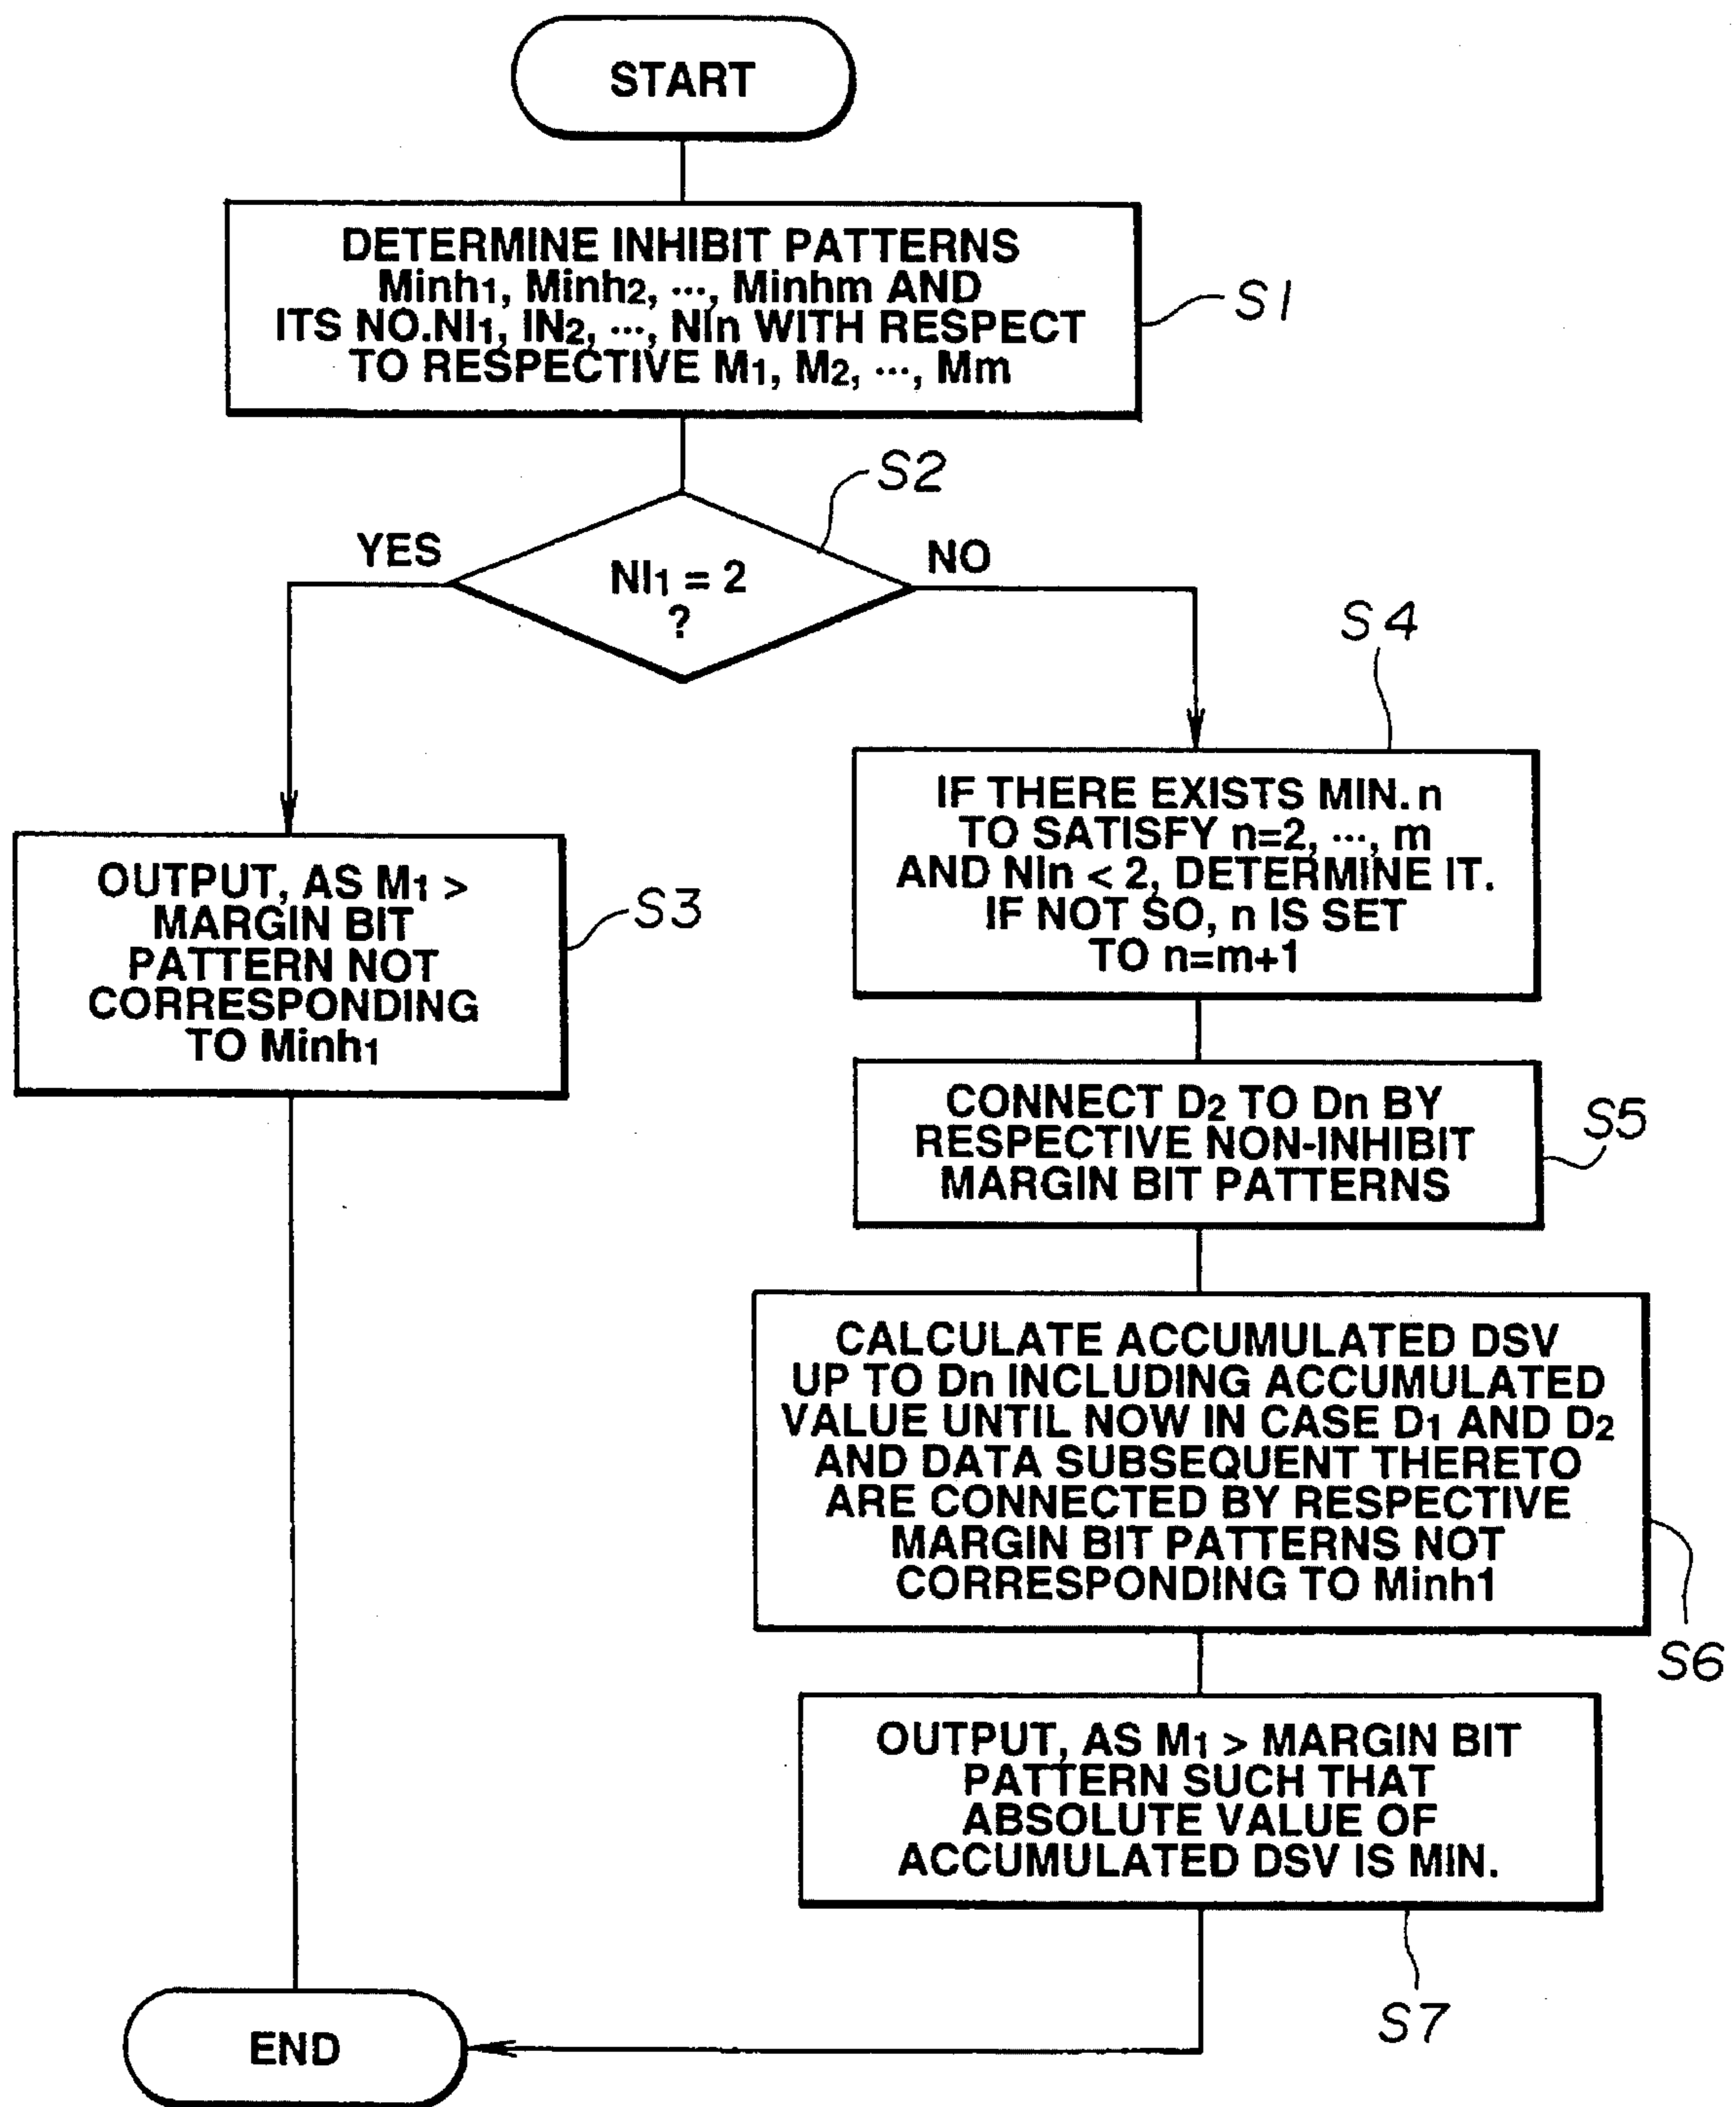 START
DETERMINE INHIBIT PATTERNS
Minh1, Minh2, ···, Minhm AND
ITS NO.NI1, IN2, ···, NIn WITH RESPECT
TO RESPECTIVE M1, M2, ···, Mm
S1
S2
YES
NI1 = 2
?
NO
S4
OUTPUT, AS M1 >
MARGIN BIT
PATTERN NOT
CORRESPONDING
TO Minh1
S3
IF THERE EXISTS MIN. n
TO SATISFY n=2, ···, m
AND NIn < 2, DETERMINE IT.
IF NOT SO, n IS SET
TO n=m+1
CONNECT D2 TO Dn BY
RESPECTIVE NON-INHIBIT
MARGIN BIT PATTERNS
S5
CALCULATE ACCUMULATED DSV
UP TO Dn INCLUDING ACCUMULATED
VALUE UNTIL NOW IN CASE D1 AND D2
AND DATA SUBSEQUENT THERETO
ARE CONNECTED BY RESPECTIVE
MARGIN BIT PATTERNS NOT
CORRESPONDING TO Minh1
S6
OUTPUT, AS M1 > MARGIN BIT
PATTERN SUCH THAT
ABSOLUTE VALUE OF
ACCUMULATED DSV IS MIN.
S7
END